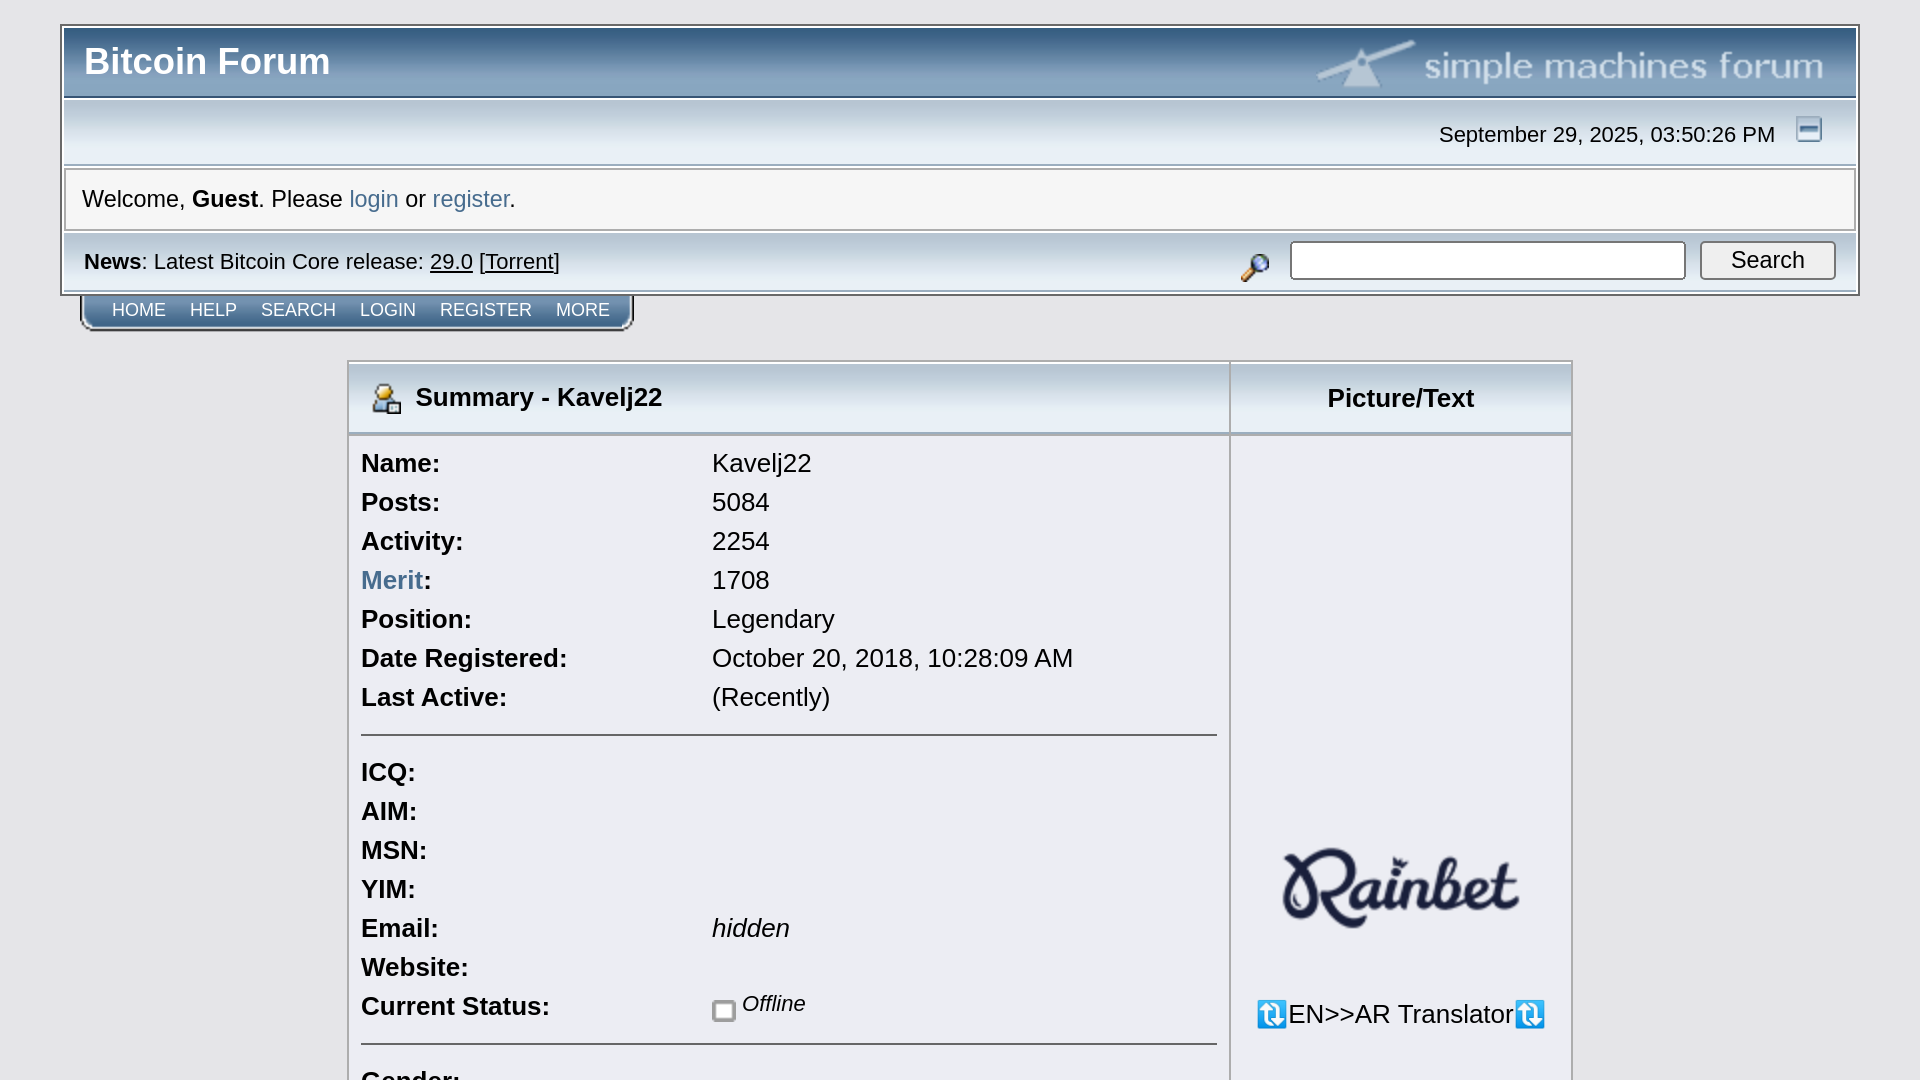 Bitcoin Forum
simple machines forum
September 29, 2025, 03:50:26 PM
Welcome, Guest. Please login or register.
News: Latest Bitcoin Core release: 29.0 [Torrent]
Search
HOME HELP SEARCH LOGIN REGISTER MORE
Summary - Kavelj22
Picture/Text
Name: Kavelj22
Posts: 5084
Activity: 2254
Merit: 1708
Position: Legendary
Date Registered: October 20, 2018, 10:28:09 AM
Last Active: (Recently)
ICQ:
AIM:
MSN:
YIM:
Email: hidden
Website:
Current Status: Offline
Rainbet
🔃EN>>AR Translator🔃
Gender: